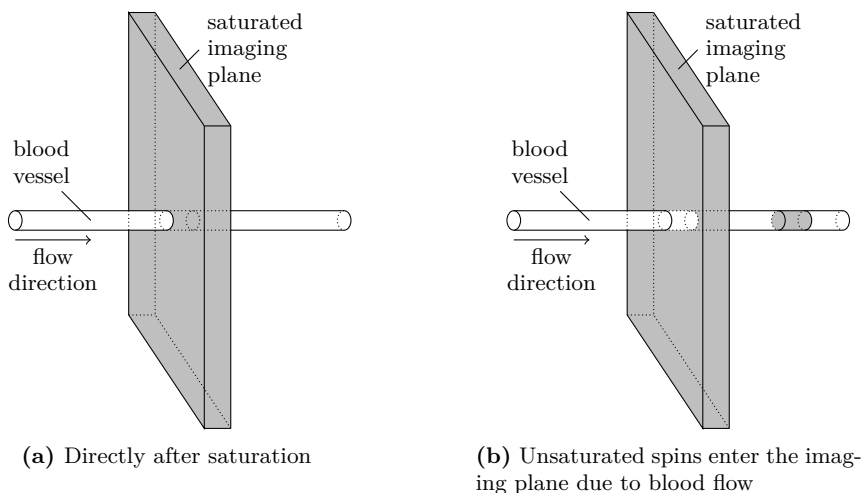 saturated
imaging
plane
blood
vessel
flow
direction
(a) Directly after saturation
saturated
imaging
plane
blood
vessel
flow
direction
(b) Unsaturated spins enter the imag-
ing plane due to blood flow